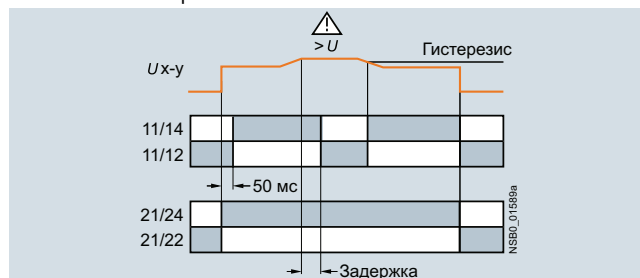 > U
Гистерезис
U x-y
11/14
11/12
50 мс
21/24
21/22
Задержка
NSB0_01589a